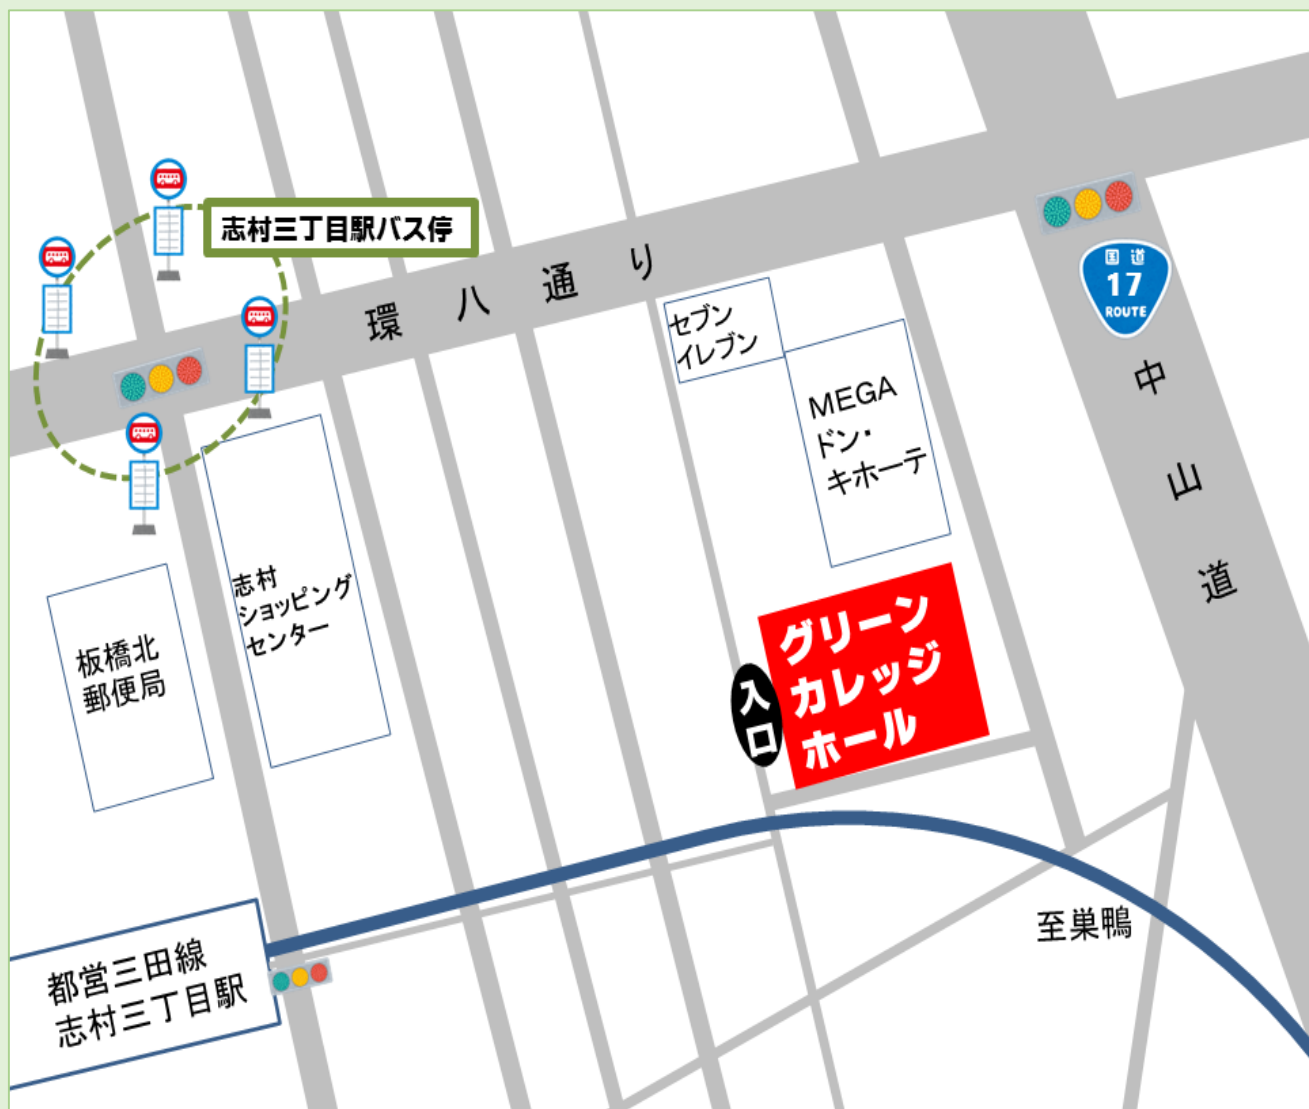 志村三丁目駅バス停
環八通り
国道
17
ROUTE
中山道
セブン
イレブン
MEGA
ドン・
キホーテ
志村
ショッピング
センター
板橋北
郵便局
グリーン
カレッジ
ホール
入口
至巣鴨
都営三田線
志村三丁目駅